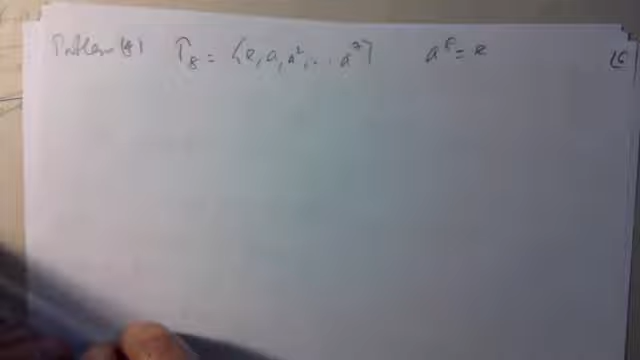 Problem (4) T₈ = {e, a, a², ... a⁷} a⁸ = e